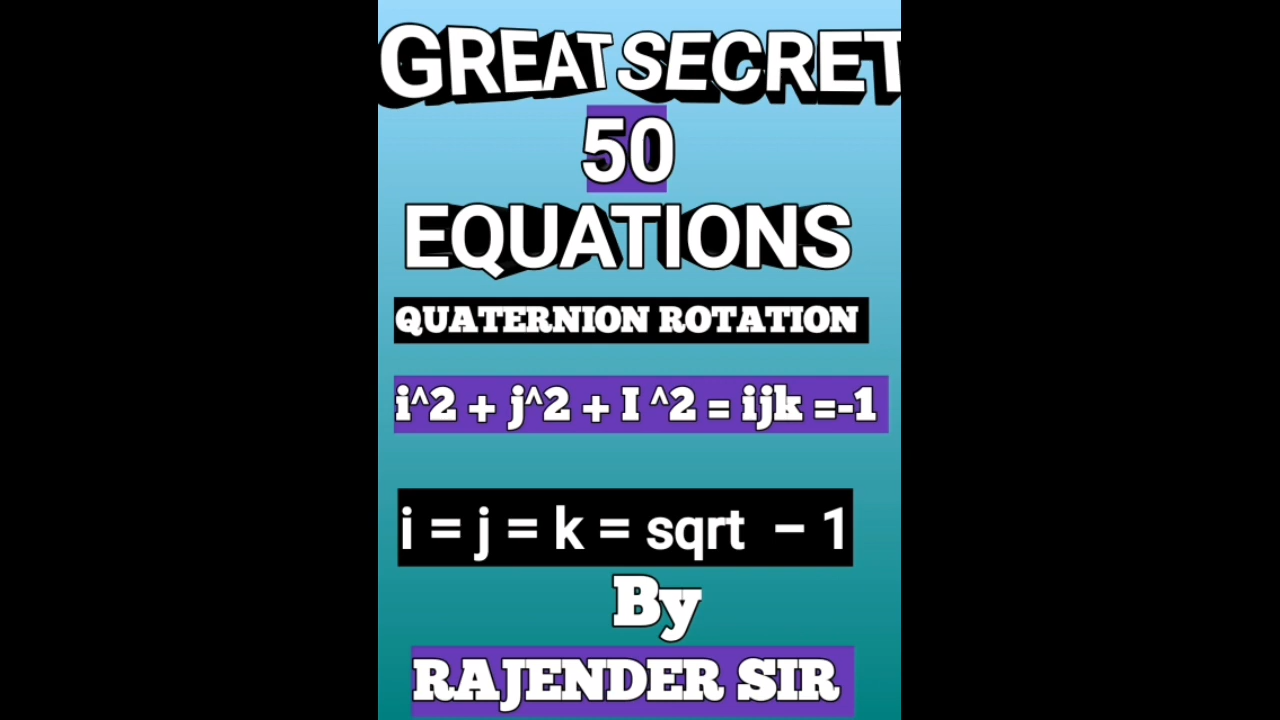 GREAT SECRET
50
EQUATIONS
QUATERNION ROTATION
i^2 + j^2 + I ^2 = ijk =-1
i = j = k = sqrt – 1
By
RAJENDER SIR